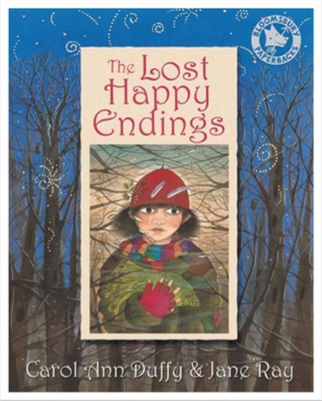 BLOOMSBURY
PAPERBACKS
The Lost
Happy
Endings
Carol Ann Duffy & Jane Ray